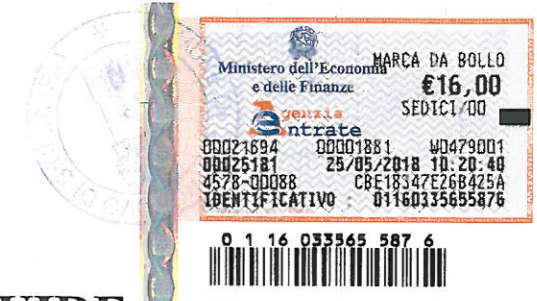 MARCA DA BOLLO
Ministero dell'Economia
e delle Finanze
€16,00
SEDICI/00
Agenzia
Entrate
00021694 00001881 W0479001
00025181 25/05/2018 10:20:40
4578-00088 CBE18347E26B425A
IDENTIFICATIVO : 01160335655876
0 1 16 033565 587 6